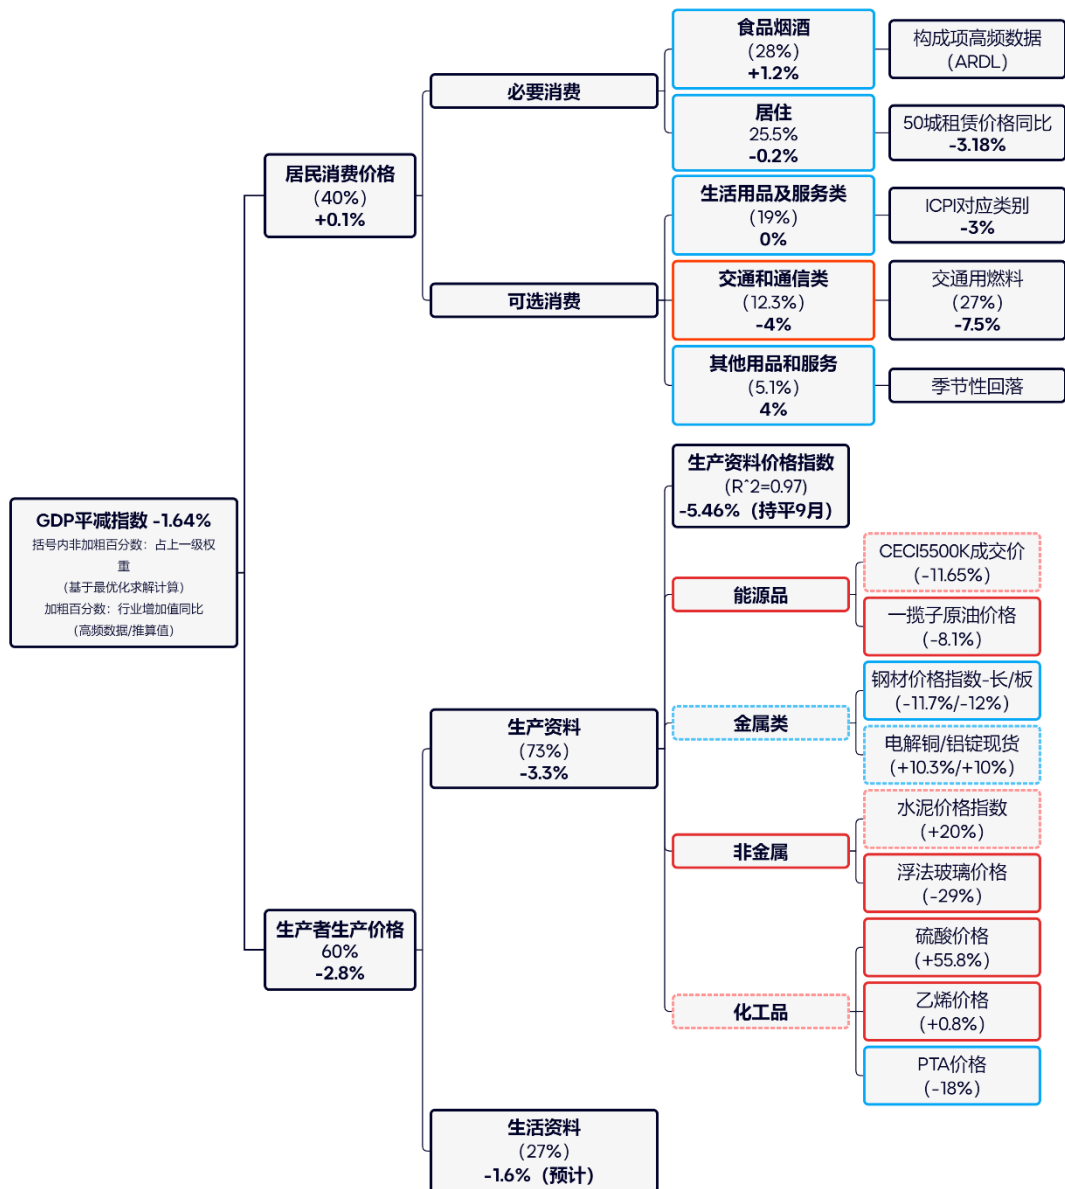 GDP平减指数 -1.64%
括号内非加粗百分数：占上一级权
重
(基于最优化求解计算)
加粗百分数：行业增加值同比
(高频数据/推算值)
居民消费价格
（40%）
+0.1%
必要消费
食品烟酒
(28%)
+1.2%
构成项高频数据
（ARDL）
居住
25.5%
-0.2%
50城租赁价格同比
-3.18%
可选消费
生活用品及服务类
(19%)
0%
ICPI对应类别
-3%
交通和通信类
（12.3%）
-4%
交通用燃料
(27%)
-7.5%
其他用品和服务
（5.1%）
4%
季节性回落
生产者生产价格
60%
-2.8%
生产资料
（73%）
-3.3%
生产资料价格指数
(R^2=0.97)
-5.46%（持平9月）
能源品
CECI5500K成交价
(-11.65%)
一揽子原油价格
(-8.1%)
金属类
钢材价格指数-长/板
(-11.7%/-12%)
电解铜/铝锭现货
(+10.3%/+10%)
非金属
水泥价格指数
(+20%)
浮法玻璃价格
(-29%)
化工品
硫酸价格
(+55.8%)
乙烯价格
(+0.8%)
PTA价格
(-18%)
生活资料
(27%)
-1.6%（预计）